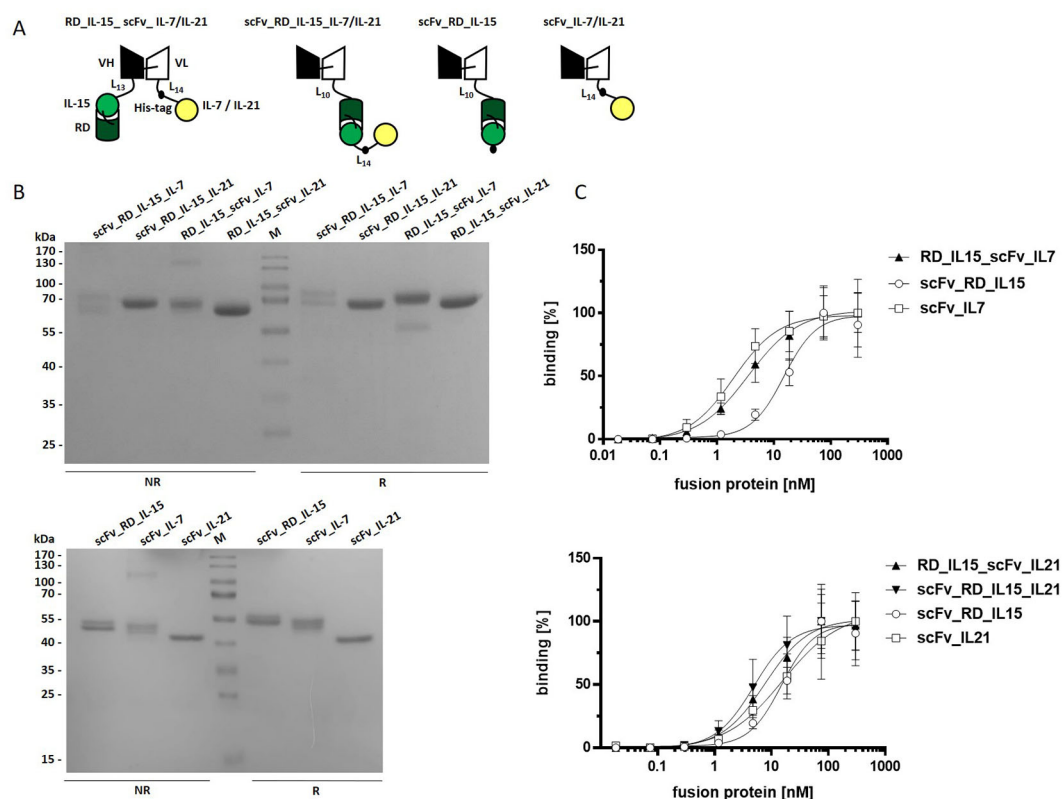 A
RD_IL-15_ scFv_ IL-7/IL-21
scFv_RD_IL-15_IL-7/IL-21
scFv_RD_IL-15
scFv_IL-7/IL-21
VH
VL
L13
L14
IL-15
RD
His-tag
IL-7 / IL-21
L10
L14
L10
L14
B
scFv_RD_IL-15_IL-7
scFv_RD_IL-15_IL-21
RD_IL-15_scFv_IL-7
RD_IL-15_scFv_IL-21
M
scFv_RD_IL-15_IL-7
scFv_RD_IL-15_IL-21
RD_IL-15_scFv_IL-7
RD_IL-15_scFv_IL-21
kDa
170 -
130 -
100 -
70 -
55 -
40 -
35 -
25 -
NR
R
scFv_RD_IL-15
scFv_IL-7
scFv_IL-21
M
scFv_RD_IL-15
scFv_IL-7
scFv_IL-21
kDa
170 -
130 -
100 -
70 -
55 -
40 -
35 -
25 -
15 -
NR
R
C
binding [%]
150
100
50
0
0.01
0.1
1
10
100
1000
fusion protein [nM]
RD_IL15_scFv_IL7
scFv_RD_IL15
scFv_IL7
binding [%]
150
100
50
0
0.1
1
10
100
1000
fusion protein [nM]
RD_IL15_scFv_IL21
scFv_RD_IL15_IL21
scFv_RD_IL15
scFv_IL21